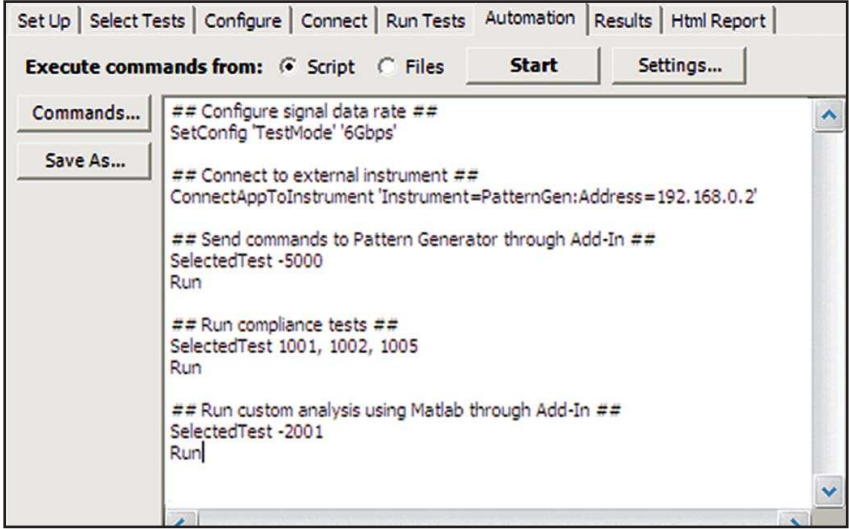 Set Up Select Tests Configure Connect Run Tests Automation Results Html Report
Execute commands from: Script Files Start Settings...
Commands...
Save As...
## Configure signal data rate ##
SetConfig 'TestMode' '6Gbps'
## Connect to external instrument ##
ConnectAppToInstrument 'Instrument=PatternGen:Address=192.168.0.2'
## Send commands to Pattern Generator through Add-In ##
SelectedTest -5000
Run
## Run compliance tests ##
SelectedTest 1001, 1002, 1005
Run
## Run custom analysis using Matlab through Add-In ##
SelectedTest -2001
Run